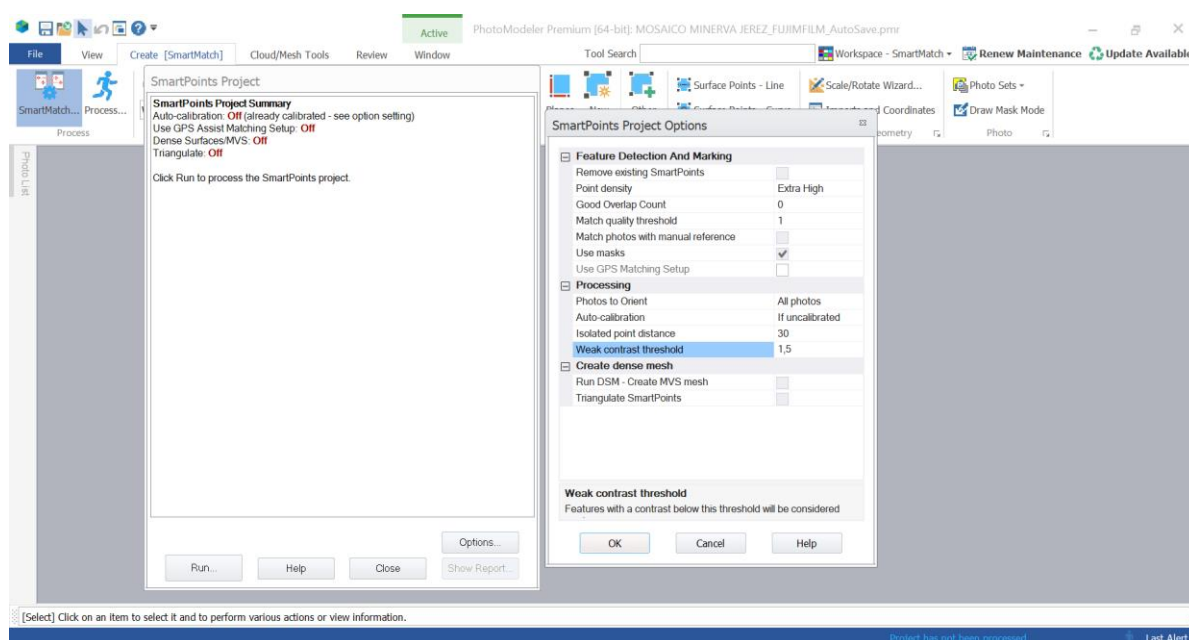 Active
PhotoModeler Premium [64-bit]: MOSAICO MINERVA JEREZ_FUJIMFILM_AutoSave.pmr
File View Create [SmartMatch] Cloud/Mesh Tools Review Window
Tool Search
Workspace - SmartMatch
Renew Maintenance
Update Available
SmartMatch... Process...
Process
Surface Points - Line
Scale/Rotate Wizard...
Photo Sets
Coordinates
Draw Mask Mode
Photo
Photo List
SmartPoints Project
SmartPoints Project Summary
Auto-calibration: Off (already calibrated - see option setting)
Use GPS Assist Matching Setup: Off
Dense Surfaces/MVS: Off
Triangulate: Off
Click Run to process the SmartPoints project.
Options...
Run... Help Close Show Report...
SmartPoints Project Options
Feature Detection And Marking
Remove existing SmartPoints
Point density Extra High
Good Overlap Count 0
Match quality threshold 1
Match photos with manual reference
Use masks
Use GPS Matching Setup
Processing
Photos to Orient All photos
Auto-calibration If uncalibrated
Isolated point distance 30
Weak contrast threshold 1,5
Create dense mesh
Run DSM - Create MVS mesh
Triangulate SmartPoints
Weak contrast threshold
Features with a contrast below this threshold will be considered
OK Cancel Help
[Select] Click on an item to select it and to perform various actions or view information.
Project has not been processed
Last Alert